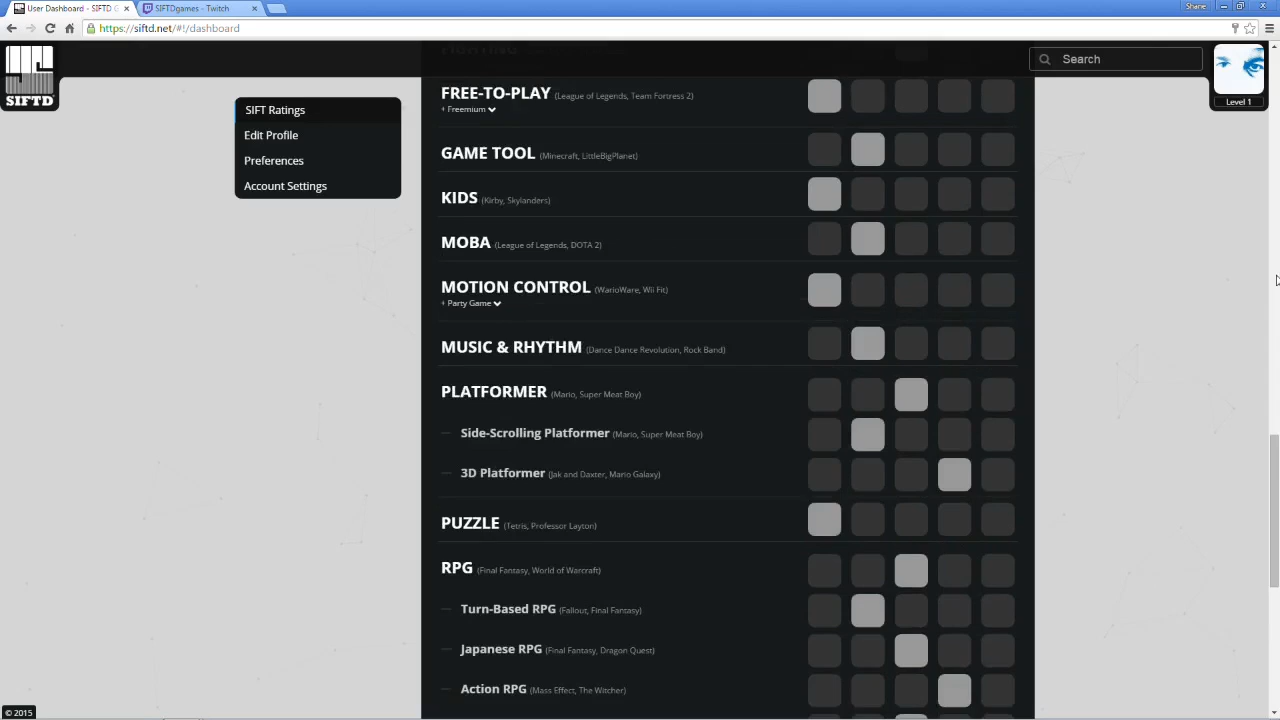 User Dashboard - SIFTD G
SIFTDgames - Twitch
Shane
https://siftd.net/#!/dashboard
SIFTD
Search
Level 1
SIFT Ratings
Edit Profile
Preferences
Account Settings
FIGHTING
FREE-TO-PLAY (League of Legends, Team Fortress 2)
+ Freemium
GAME TOOL (Minecraft, LittleBigPlanet)
KIDS (Kirby, Skylanders)
MOBA (League of Legends, DOTA 2)
MOTION CONTROL (WarioWare, Wii Fit)
+ Party Game
MUSIC & RHYTHM (Dance Dance Revolution, Rock Band)
PLATFORMER (Mario, Super Meat Boy)
Side-Scrolling Platformer (Mario, Super Meat Boy)
3D Platformer (Jak and Daxter, Mario Galaxy)
PUZZLE (Tetris, Professor Layton)
RPG (Final Fantasy, World of Warcraft)
Turn-Based RPG (Fallout, Final Fantasy)
Japanese RPG (Final Fantasy, Dragon Quest)
Action RPG (Mass Effect, The Witcher)
© 2015